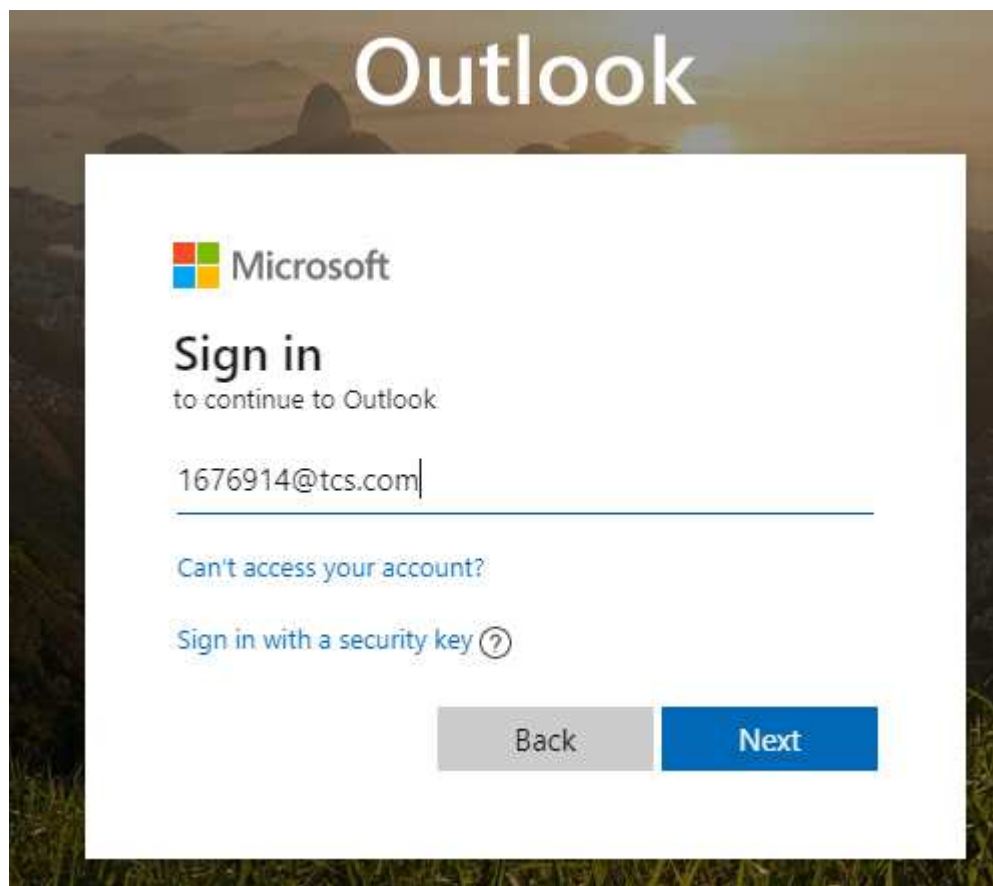 Outlook
Microsoft
Sign in
to continue to Outlook
1676914@tcs.com
Can't access your account?
Sign in with a security key ?
Back Next